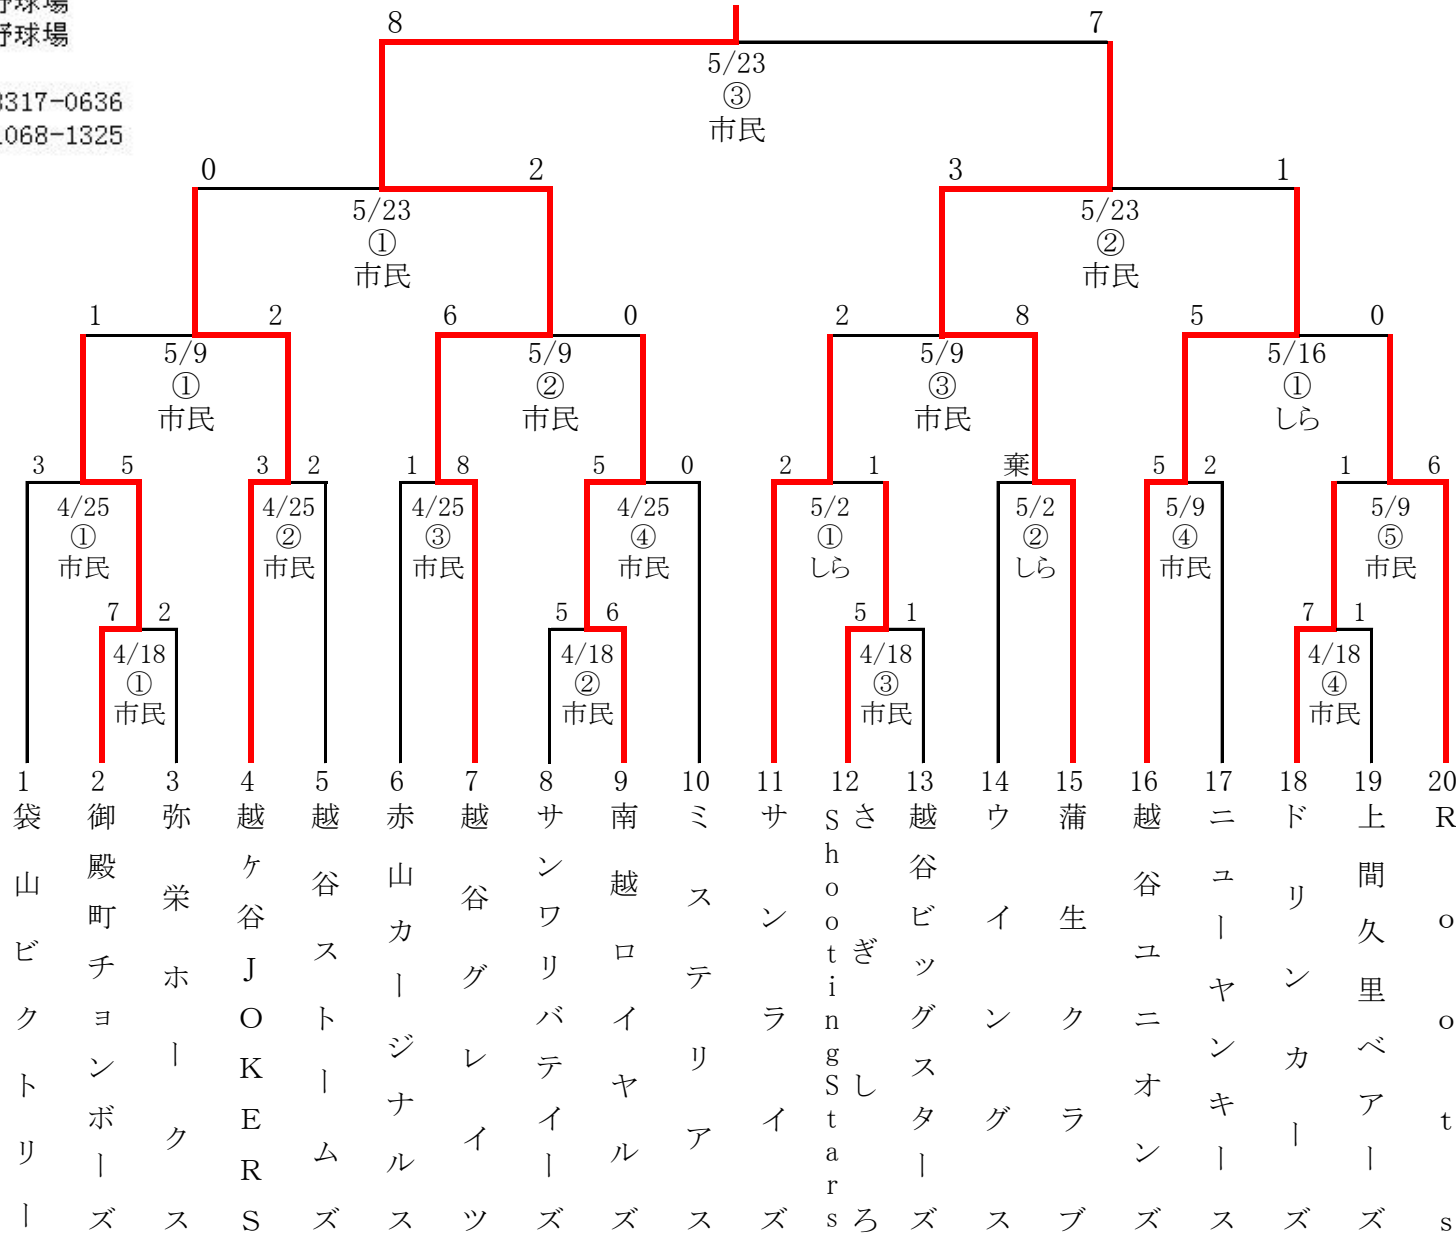 野球場
野球場
8317-0636
1068-1325
8 7
5/23
③
市民
0 2 3 1
5/23 5/23
① ②
市民 市民
1 2 6 0 2 8 5 0
5/9 5/9 5/9 5/16
① ② ③ ①
市民 市民 市民 しら
3 5 3 2 1 8 5 0 2 1 棄 5 2 1 6
4/25 4/25 4/25 4/25 5/2 5/2 5/9 5/9
① ② ③ ④ ① ② ④ ⑤
市民 市民 市民 市民 しら しら 市民 市民
7 2 5 6 5 1 7 1
4/18 4/18 4/18 4/18
① ② ③ ④
市民 市民 市民 市民
1 2 3 4 5 6 7 8 9 10 11 12 13 14 15 16 17 18 19 20
袋山ビクトリー
御殿町チョンボーズ
弥栄ホークス
越ヶ谷JOKERS
越谷ストームズ
赤山カージナルス
越谷グレイツ
サンワリバテイーズ
南越ロイヤルズ
ミステリアス
サンライズ
さぎしろ
ShootingStars
越谷ビッグスターズ
ウイングス
蒲生クラブ
越谷ユニオンズ
ニューヤンキース
ドリンカーズ
上間久里ベアーズ
Roots